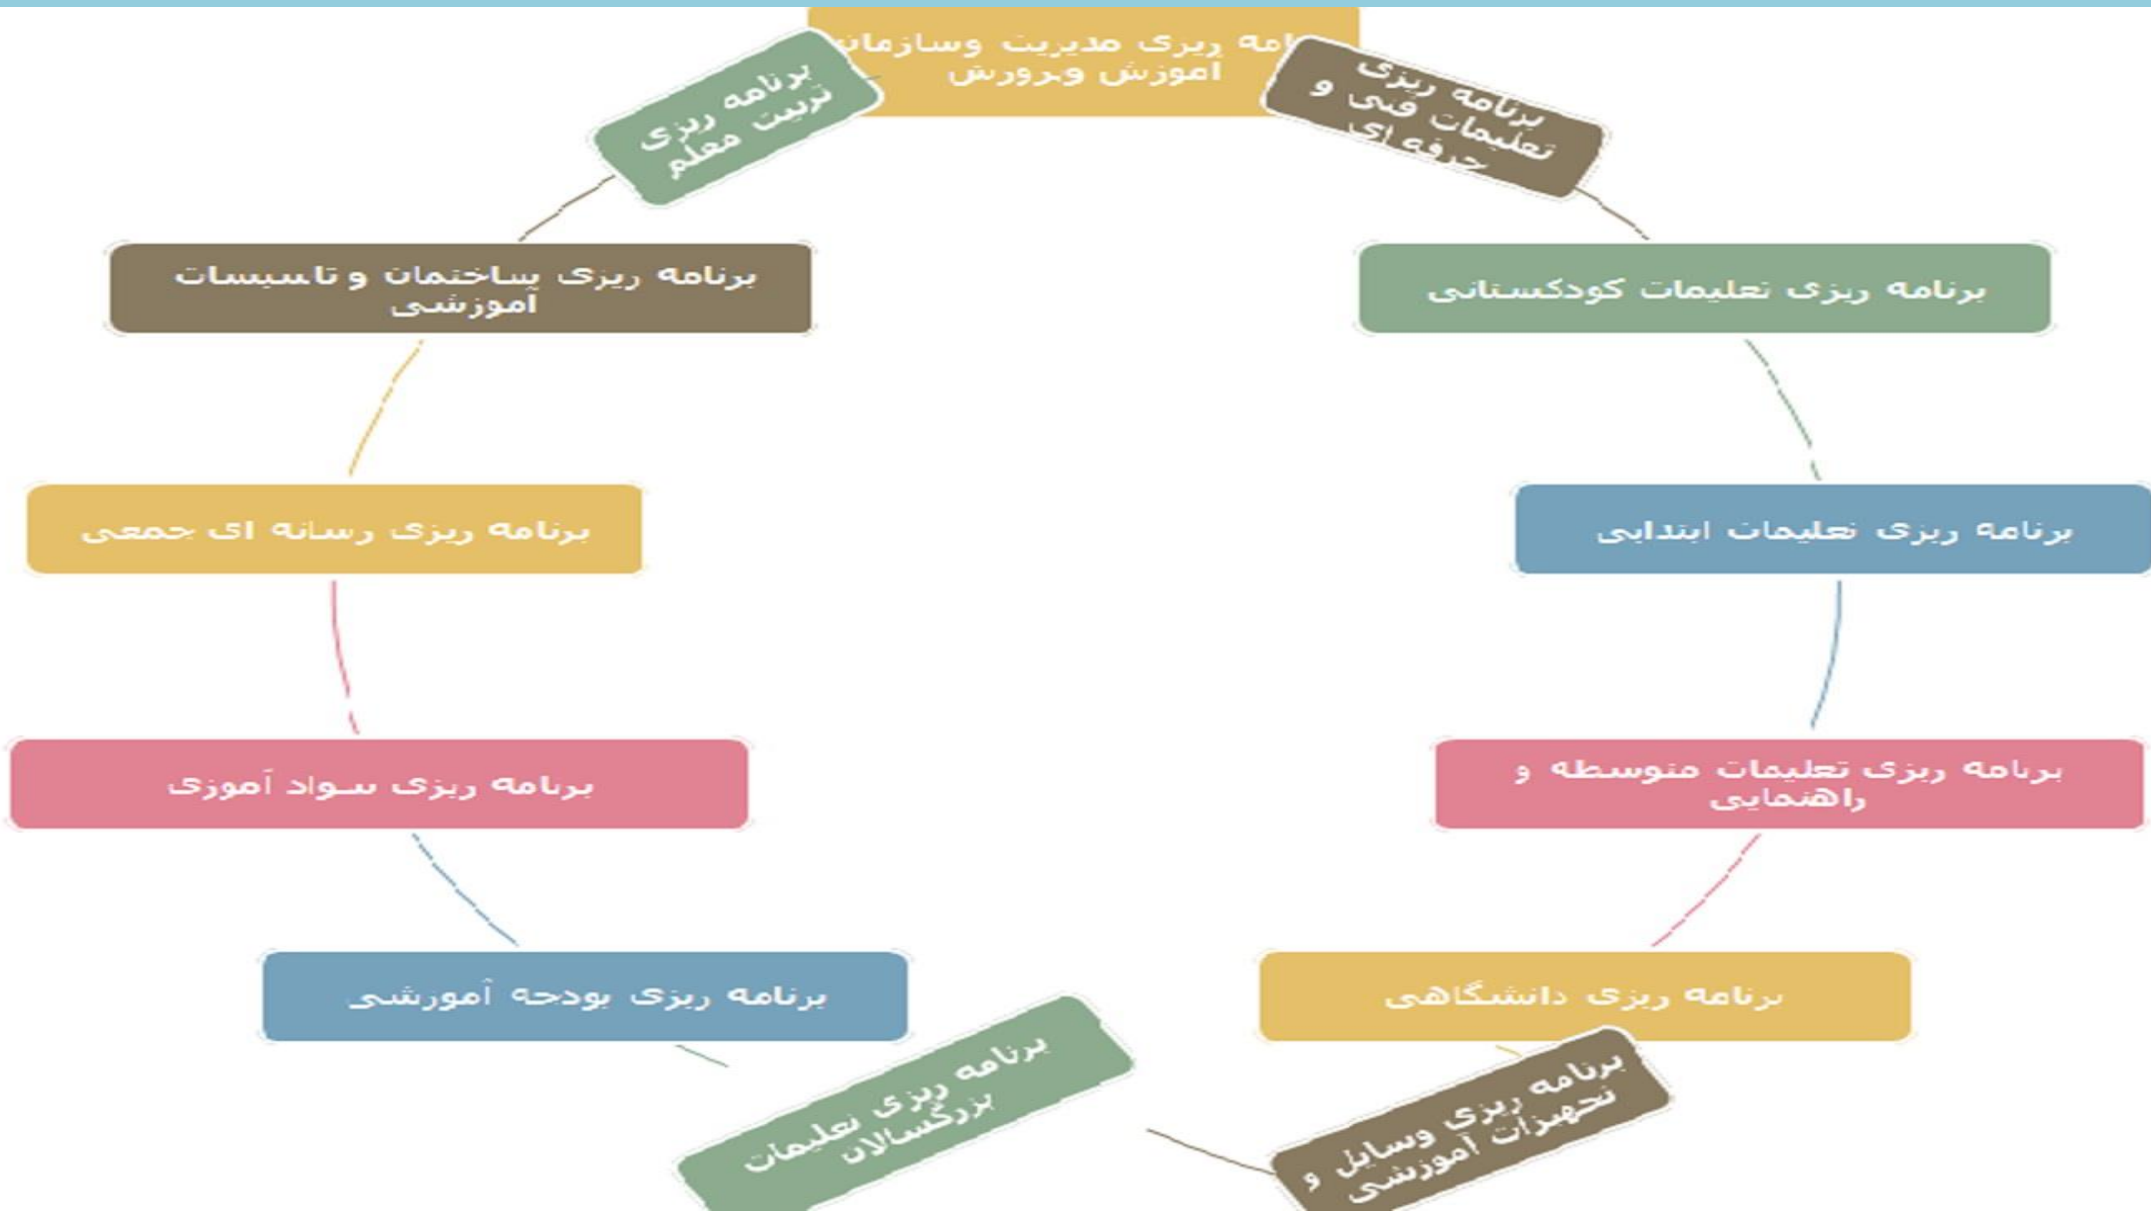 ریزی مدیریت وسازمان
آموزش وپرورش
برنامه ریزی
تعلیمات فنی و
حرفه ای
برنامه ریزی تعلیمات کودکستانی
برنامه ریزی تعلیمات ابتدایی
برنامه ریزی تعلیمات متوسطه و
راهنمایی
برنامه ریزی دانشگاهی
برنامه ریزی وسایل و
تجهیزات آموزشی
برنامه ریزی تعلیمات
بزرگسالان
برنامه ریزی بودجه آموزشی
برنامه ریزی سواد آموزی
برنامه ریزی رسانه ای جمعی
برنامه ریزی ساختمان و تاسیسات
آموزشی
برنامه ریزی
تربیت معلم